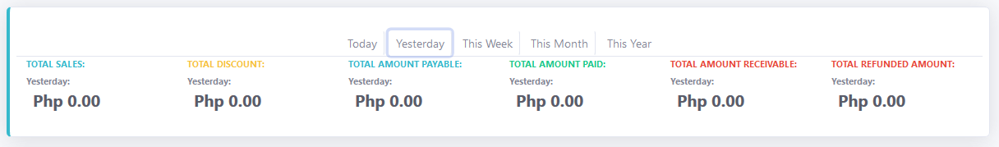 Today Yesterday This Week This Month This Year
TOTAL SALES: TOTAL DISCOUNT: TOTAL AMOUNT PAYABLE: TOTAL AMOUNT PAID: TOTAL AMOUNT RECEIVABLE: TOTAL REFUNDED AMOUNT:
Yesterday: Yesterday: Yesterday: Yesterday: Yesterday: Yesterday:
Php 0.00 Php 0.00 Php 0.00 Php 0.00 Php 0.00 Php 0.00